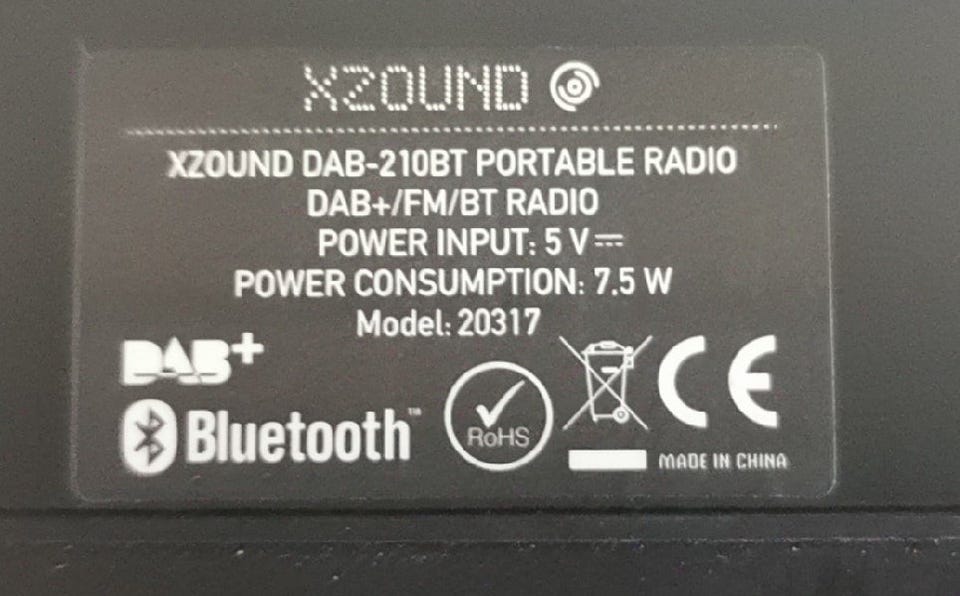 XZOUND
XZOUND DAB-210BT PORTABLE RADIO
DAB+/FM/BT RADIO
POWER INPUT: 5 V⎓
POWER CONSUMPTION: 7.5 W
Model: 20317
DAB+
Bluetooth™
RoHS
CE
MADE IN CHINA